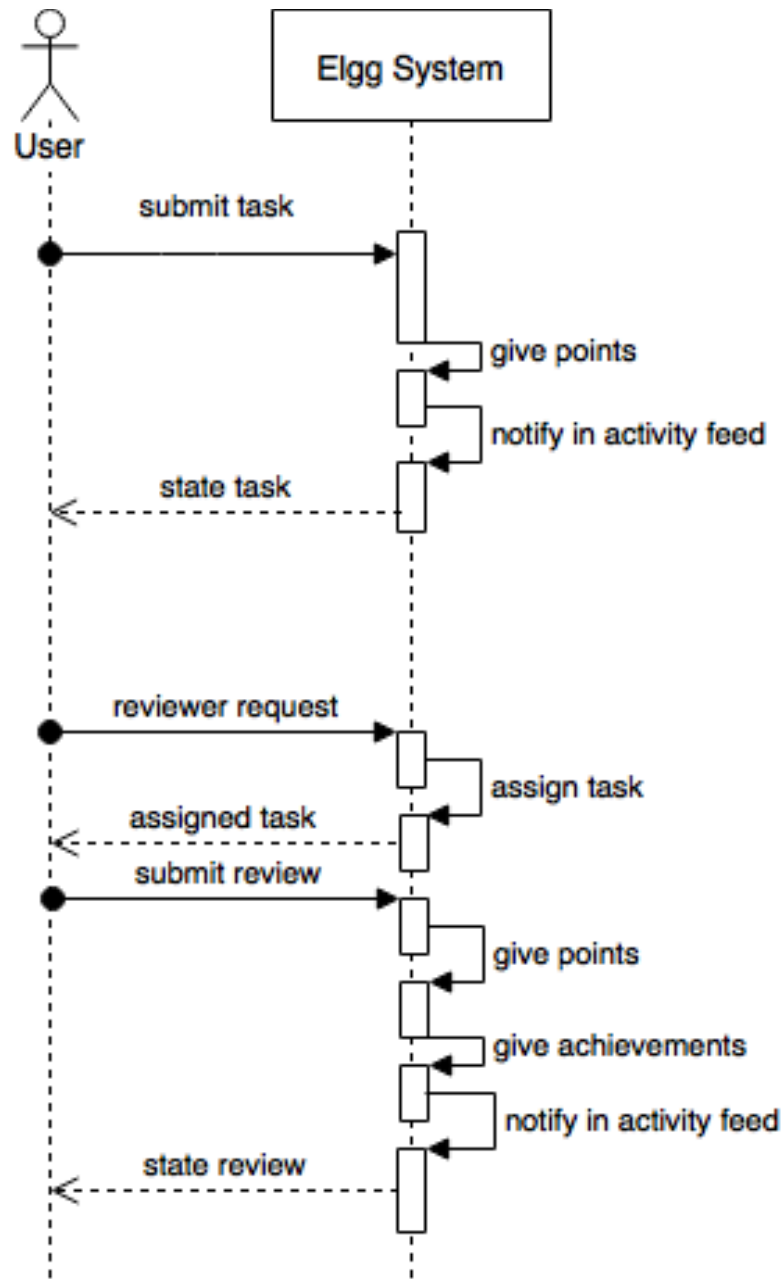 Elgg System
User
submit task
give points
notify in activity feed
state task
reviewer request
assign task
assigned task
submit review
give points
give achievements
notify in activity feed
state review